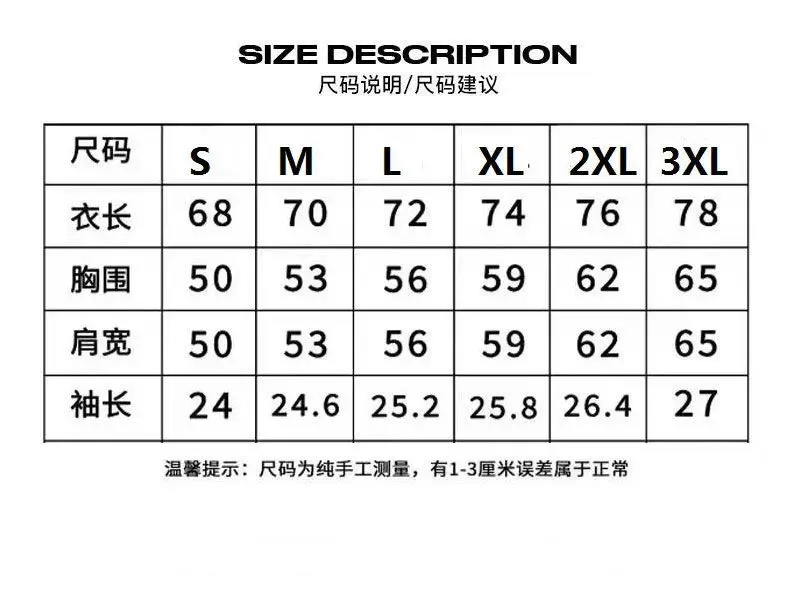 SIZE DESCRIPTION
尺码说明/尺码建议
尺码 S M L XL 2XL 3XL
衣长 68 70 72 74 76 78
胸围 50 53 56 59 62 65
肩宽 50 53 56 59 62 65
袖长 24 24.6 25.2 25.8 26.4 27
温馨提示：尺码为纯手工测量，有1-3厘米误差属于正常